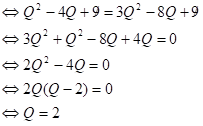 ⇔ Q² − 4Q + 9 = 3Q² − 8Q + 9
⇔ 3Q² + Q² − 8Q + 4Q = 0
⇔ 2Q² − 4Q = 0
⇔ 2Q(Q − 2) = 0
⇔ Q = 2